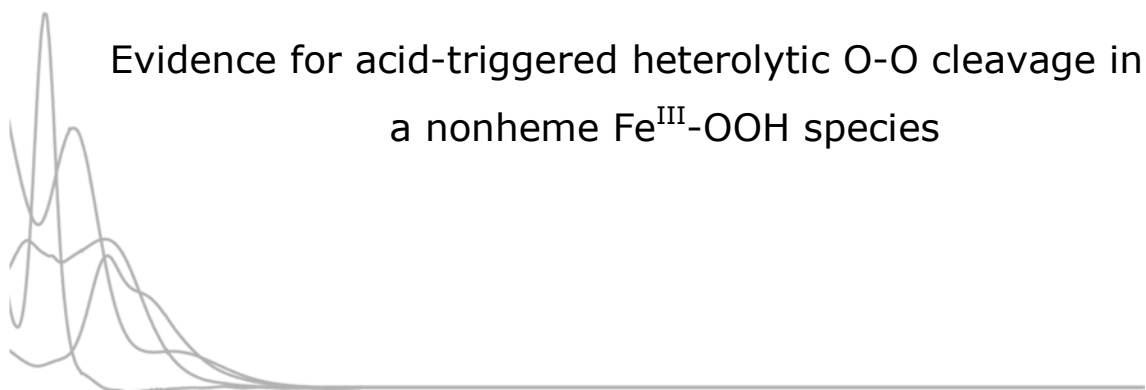 Evidence for acid-triggered heterolytic O-O cleavage in
a nonheme Fe^III-OOH species